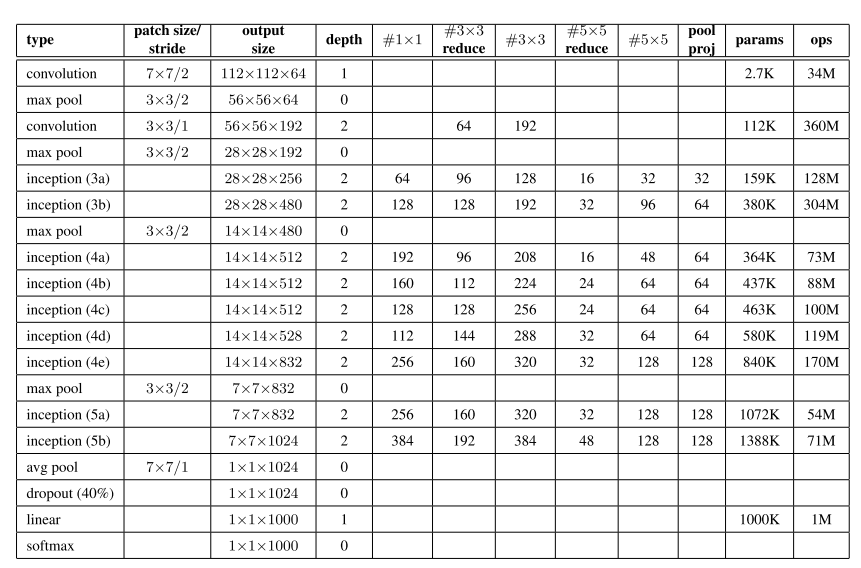 type patch size/ stride output size depth #1×1 #3×3 reduce #3×3 #5×5 reduce #5×5 pool proj params ops
convolution 7×7/2 112×112×64 1 2.7K 34M
max pool 3×3/2 56×56×64 0
convolution 3×3/1 56×56×192 2 64 192 112K 360M
max pool 3×3/2 28×28×192 0
inception (3a) 28×28×256 2 64 96 128 16 32 32 159K 128M
inception (3b) 28×28×480 2 128 128 192 32 96 64 380K 304M
max pool 3×3/2 14×14×480 0
inception (4a) 14×14×512 2 192 96 208 16 48 64 364K 73M
inception (4b) 14×14×512 2 160 112 224 24 64 64 437K 88M
inception (4c) 14×14×512 2 128 128 256 24 64 64 463K 100M
inception (4d) 14×14×528 2 112 144 288 32 64 64 580K 119M
inception (4e) 14×14×832 2 256 160 320 32 128 128 840K 170M
max pool 3×3/2 7×7×832 0
inception (5a) 7×7×832 2 256 160 320 32 128 128 1072K 54M
inception (5b) 7×7×1024 2 384 192 384 48 128 128 1388K 71M
avg pool 7×7/1 1×1×1024 0
dropout (40%) 1×1×1024 0
linear 1×1×1000 1 1000K 1M
softmax 1×1×1000 0